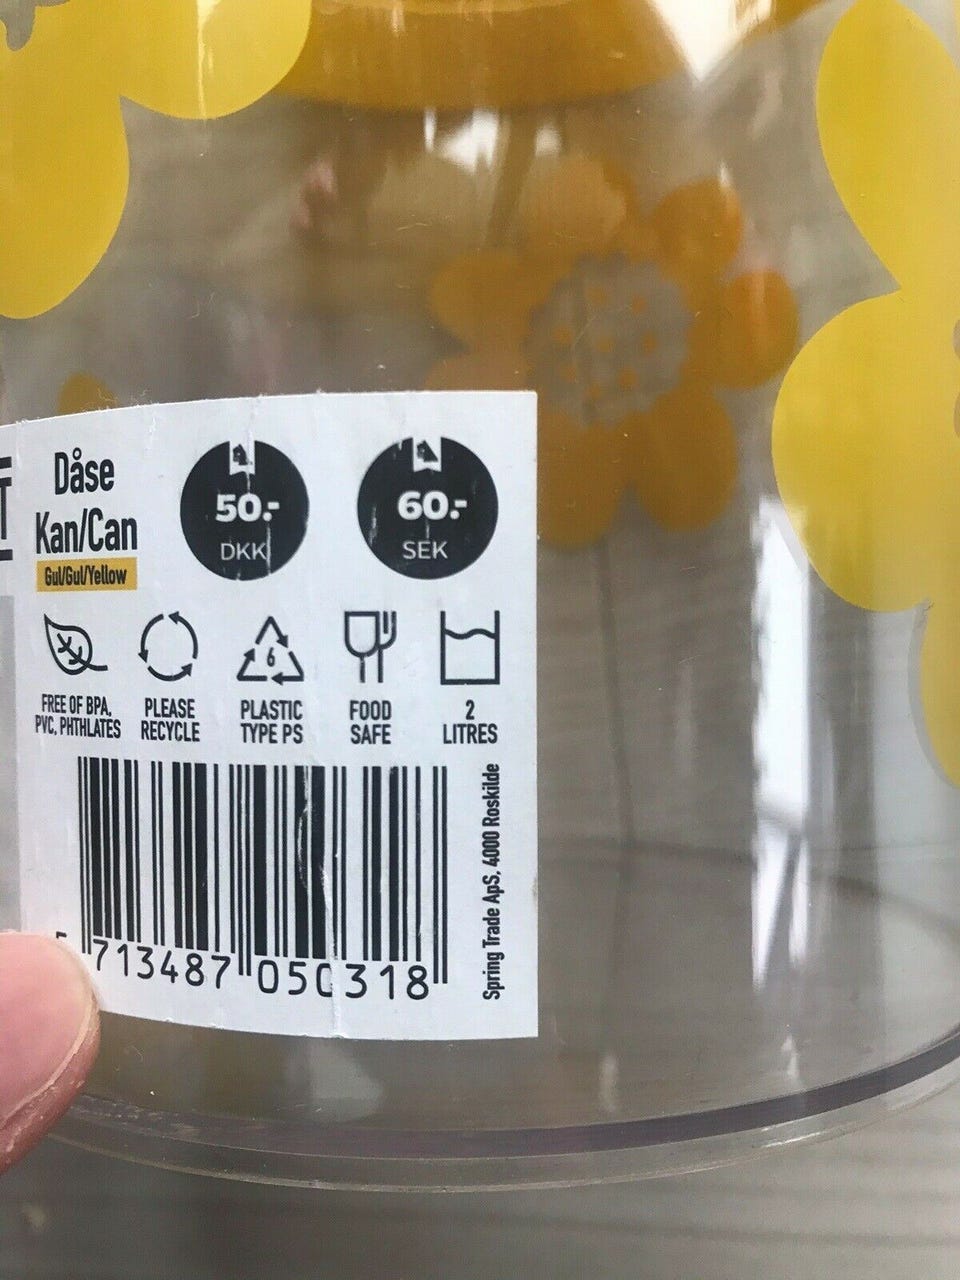 Dåse
Kan/Can
Gul/Gul/Yellow
50.-
DKK
60.-
SEK
6
FREE OF BPA,
PVC, PHTHLATES
PLEASE
RECYCLE
PLASTIC
TYPE PS
FOOD
SAFE
2
LITRES
713487 050318
Spring Trade ApS, 4000 Roskilde